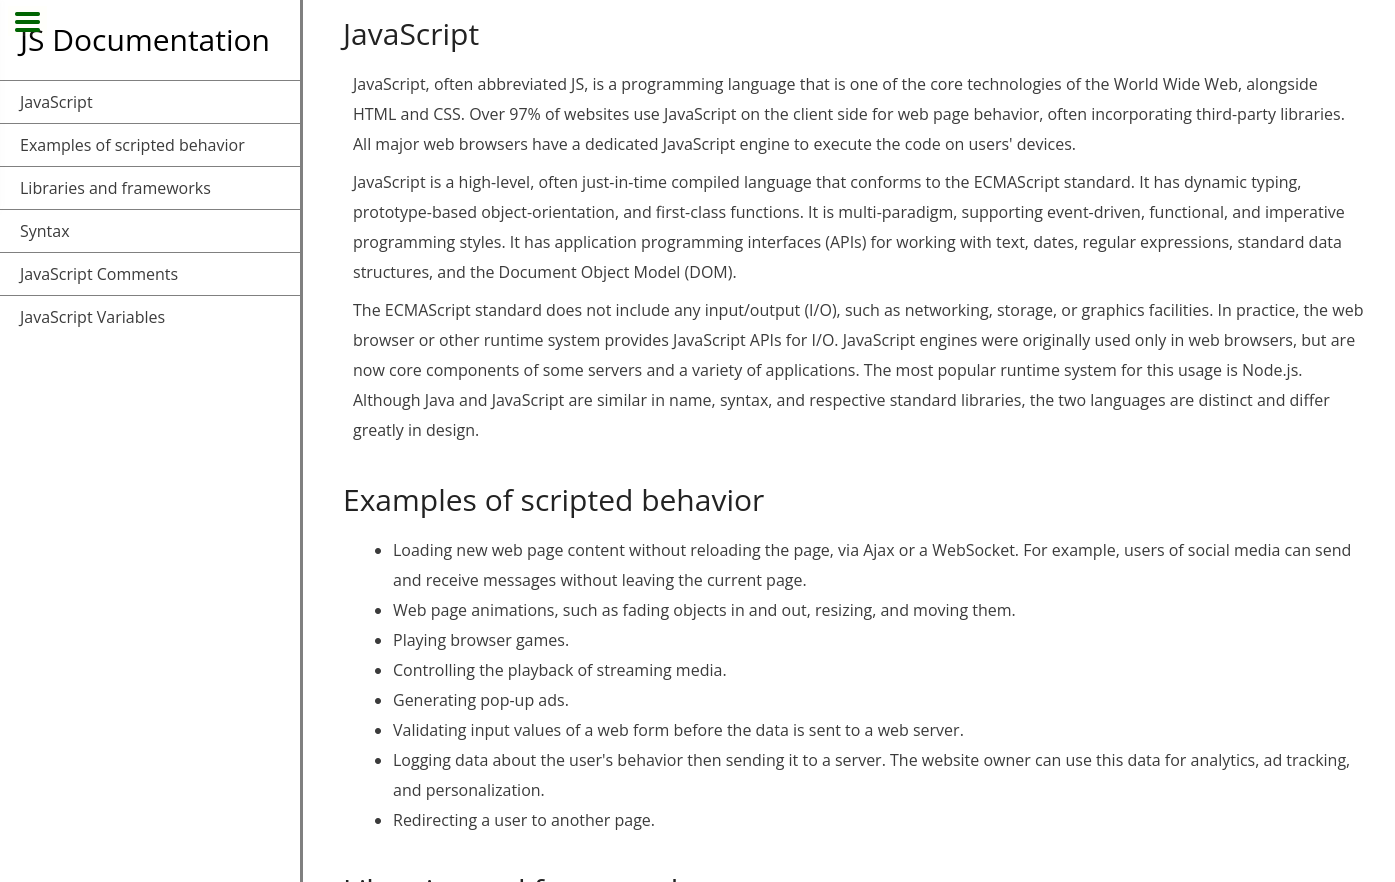 JS Documentation
JavaScript
Examples of scripted behavior
Libraries and frameworks
Syntax
JavaScript Comments
JavaScript Variables
JavaScript
JavaScript, often abbreviated JS, is a programming language that is one of the core technologies of the World Wide Web, alongside
HTML and CSS. Over 97% of websites use JavaScript on the client side for web page behavior, often incorporating third-party libraries.
All major web browsers have a dedicated JavaScript engine to execute the code on users' devices.
JavaScript is a high-level, often just-in-time compiled language that conforms to the ECMAScript standard. It has dynamic typing,
prototype-based object-orientation, and first-class functions. It is multi-paradigm, supporting event-driven, functional, and imperative
programming styles. It has application programming interfaces (APIs) for working with text, dates, regular expressions, standard data
structures, and the Document Object Model (DOM).
The ECMAScript standard does not include any input/output (I/O), such as networking, storage, or graphics facilities. In practice, the web
browser or other runtime system provides JavaScript APIs for I/O. JavaScript engines were originally used only in web browsers, but are
now core components of some servers and a variety of applications. The most popular runtime system for this usage is Node.js.
Although Java and JavaScript are similar in name, syntax, and respective standard libraries, the two languages are distinct and differ
greatly in design.
Examples of scripted behavior
Loading new web page content without reloading the page, via Ajax or a WebSocket. For example, users of social media can send
and receive messages without leaving the current page.
Web page animations, such as fading objects in and out, resizing, and moving them.
Playing browser games.
Controlling the playback of streaming media.
Generating pop-up ads.
Validating input values of a web form before the data is sent to a web server.
Logging data about the user's behavior then sending it to a server. The website owner can use this data for analytics, ad tracking,
and personalization.
Redirecting a user to another page.